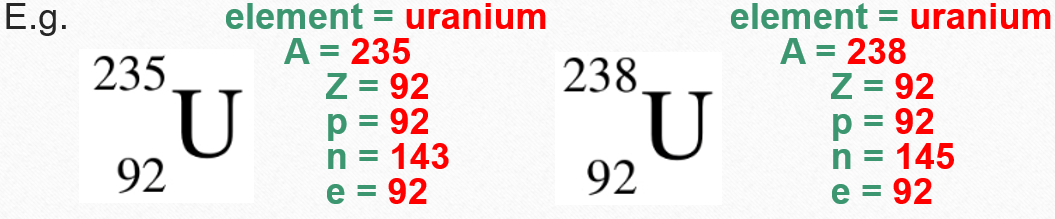 E.g.
element = uranium
A = 235
Z = 92
p = 92
n = 143
e = 92
235
U
92
element = uranium
A = 238
Z = 92
p = 92
n = 145
e = 92
238
U
92